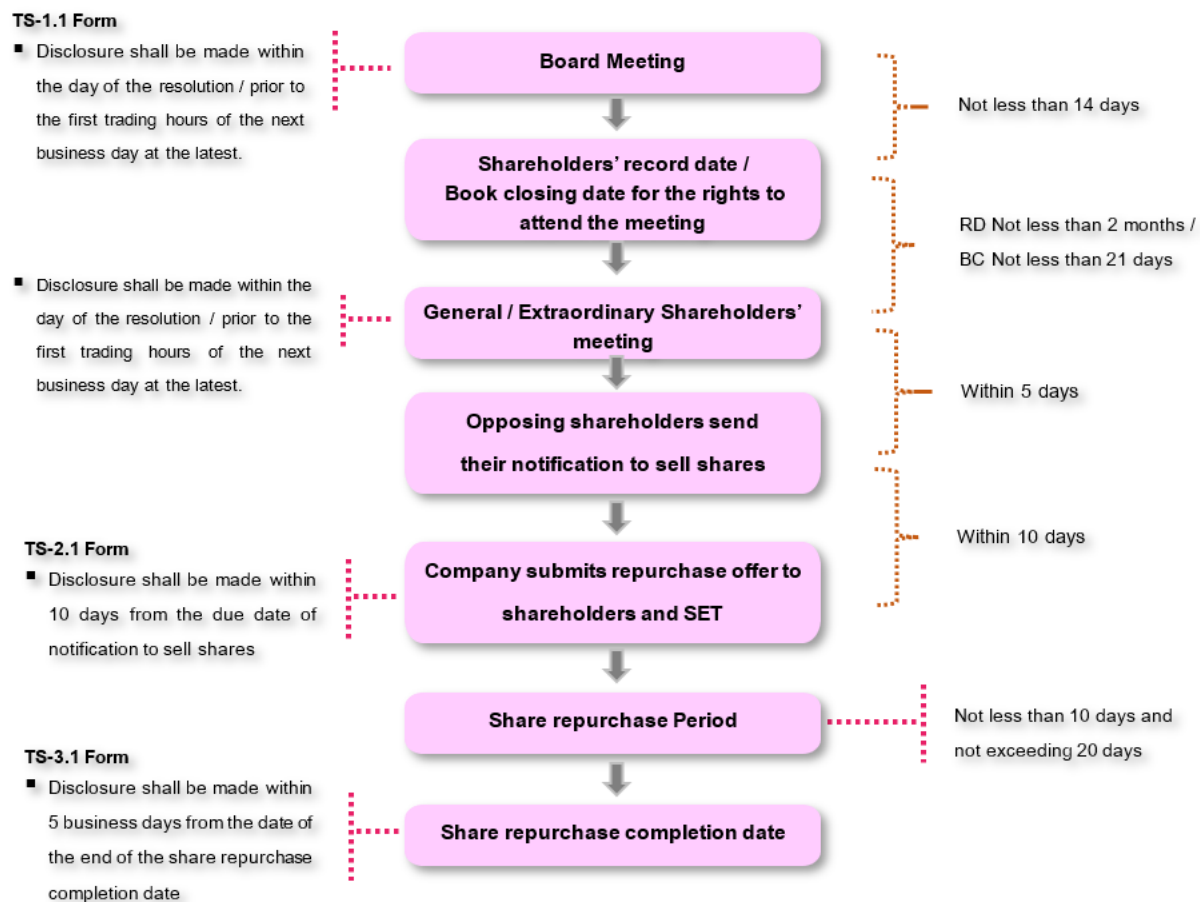 TS-1.1 Form
▪ Disclosure shall be made within
the day of the resolution / prior to
the first trading hours of the next
business day at the latest.
Board Meeting
Not less than 14 days
Shareholders' record date /
Book closing date for the rights to
attend the meeting
RD Not less than 2 months /
BC Not less than 21 days
▪ Disclosure shall be made within the
day of the resolution / prior to the
first trading hours of the next
business day at the latest.
General / Extraordinary Shareholders'
meeting
Within 5 days
Opposing shareholders send
their notification to sell shares
Within 10 days
TS-2.1 Form
▪ Disclosure shall be made within
10 days from the due date of
notification to sell shares
Company submits repurchase offer to
shareholders and SET
Share repurchase Period
Not less than 10 days and
not exceeding 20 days
TS-3.1 Form
▪ Disclosure shall be made within
5 business days from the date of
the end of the share repurchase
completion date
Share repurchase completion date